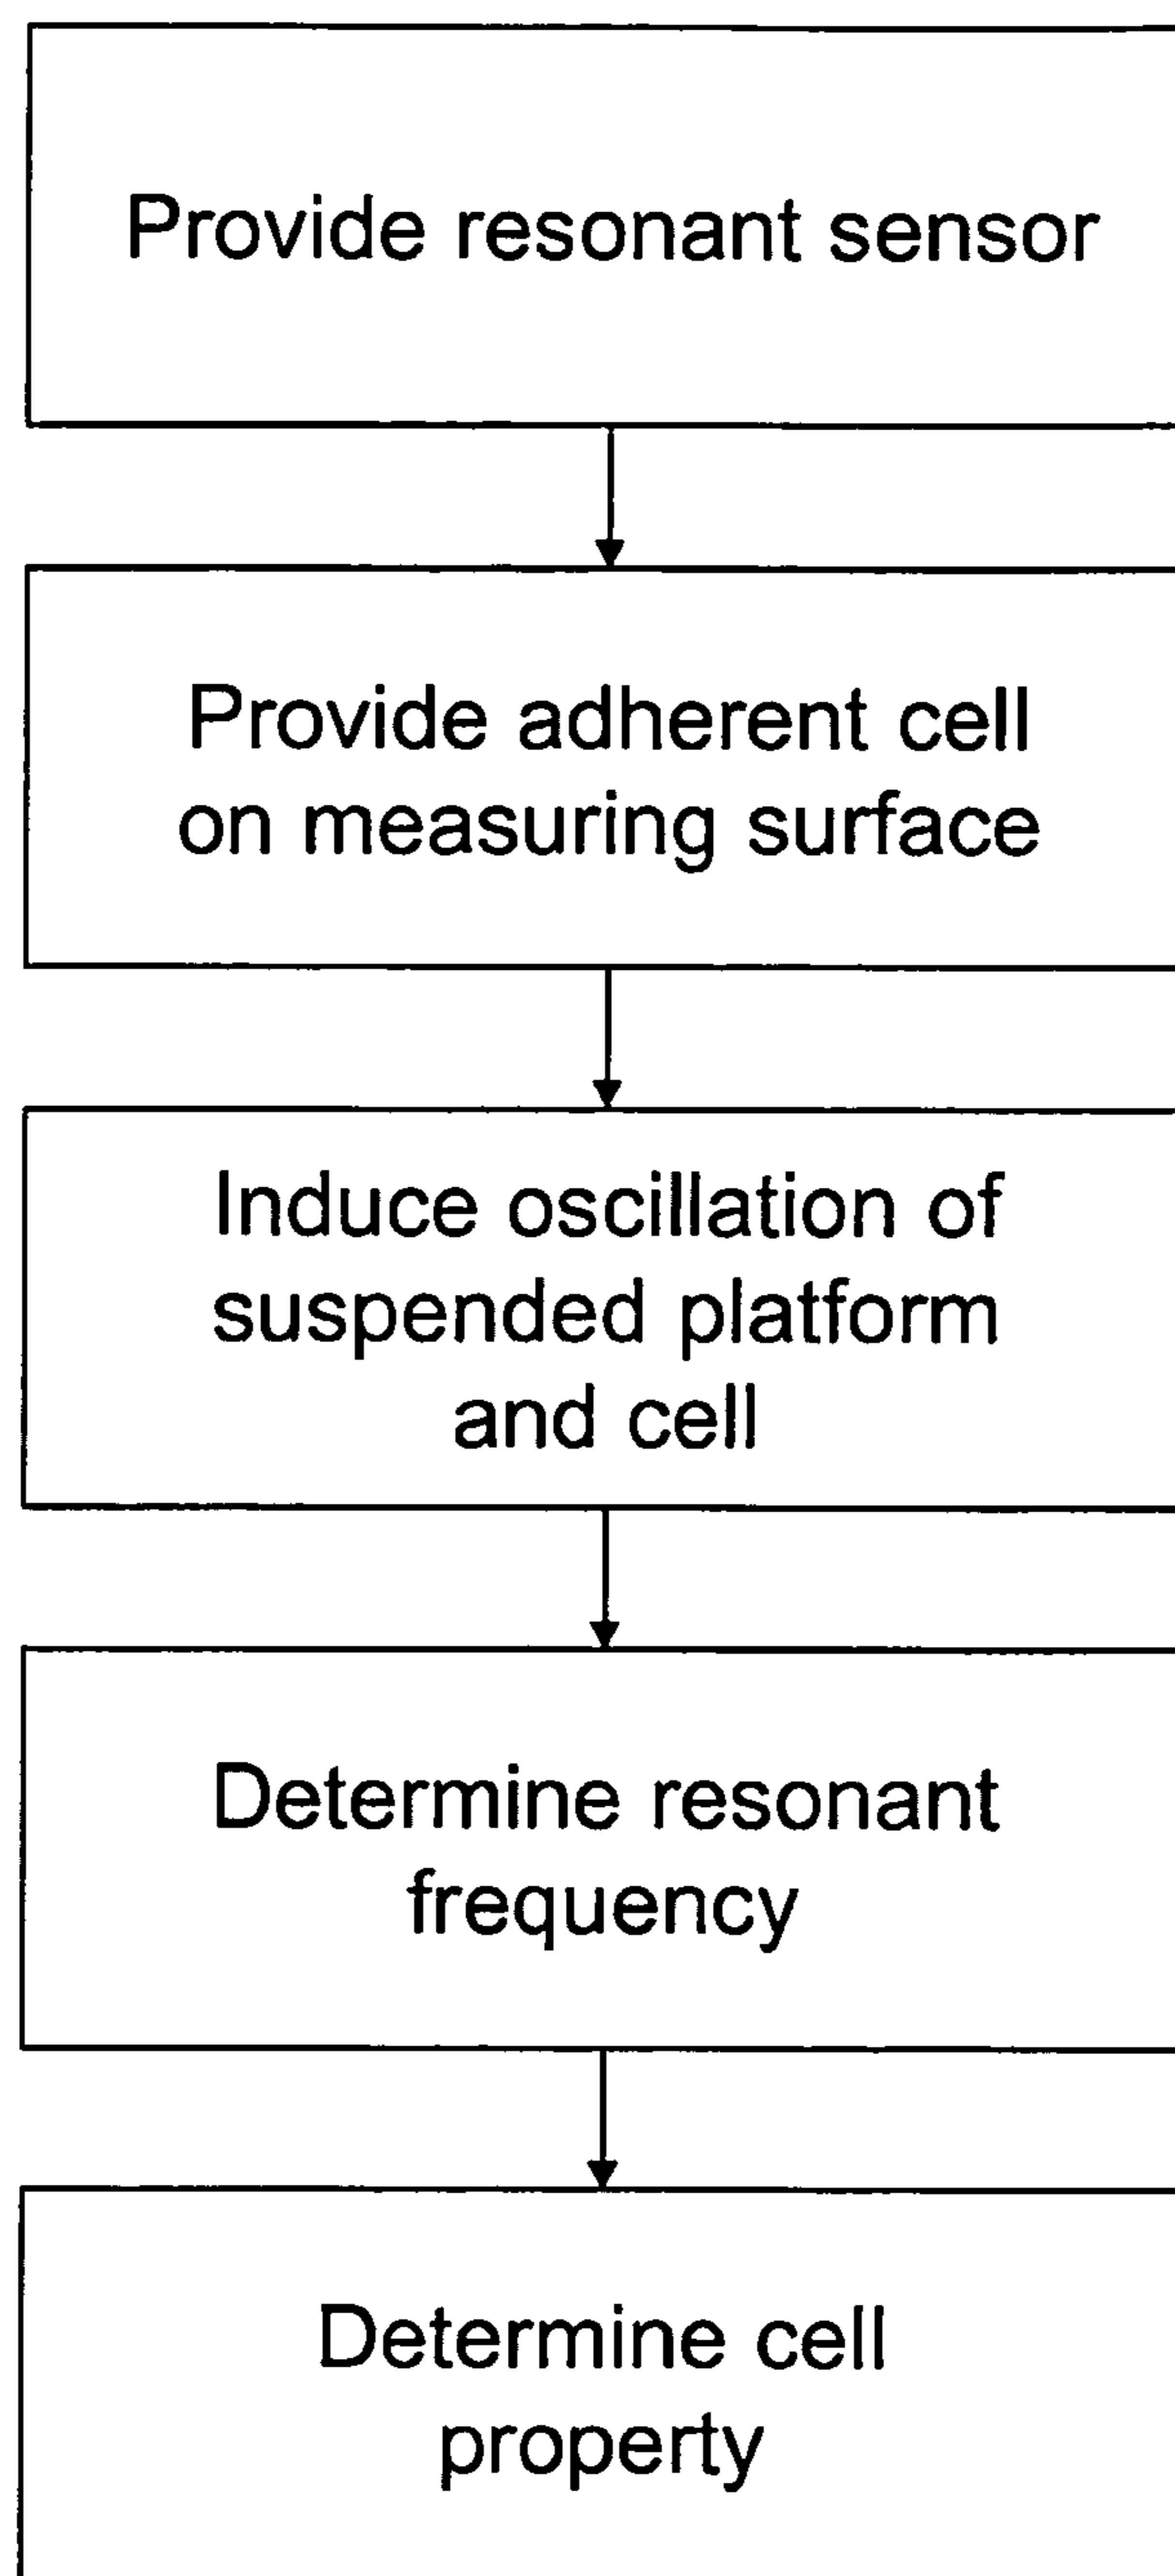 Provide resonant sensor
Provide adherent cell
on measuring surface
Induce oscillation of
suspended platform
and cell
Determine resonant
frequency
Determine cell
property